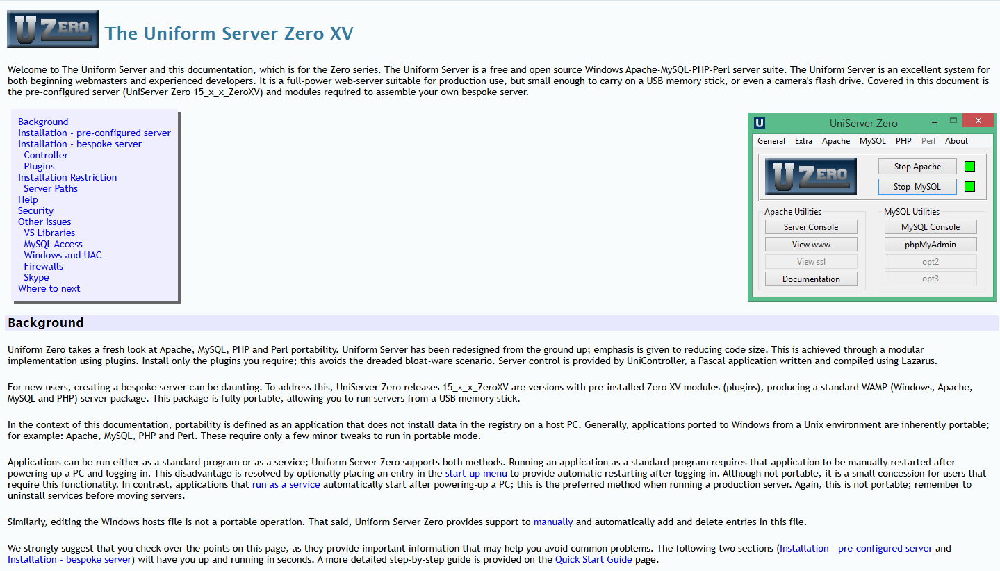 U ZERO
The Uniform Server Zero XV
Welcome to The Uniform Server and this documentation, which is for the Zero series. The Uniform Server is a free and open source Windows Apache-MySQL-PHP-Perl server suite. The Uniform Server is an excellent system for
both beginning webmasters and experienced developers. It is a full-power web-server suitable for production use, but small enough to carry on a USB memory stick, or even a camera's flash drive. Covered in this document is
the pre-configured server (UniServer Zero 15_x_x_ZeroXV) and modules required to assemble your own bespoke server.
Background
Installation - pre-configured server
Installation - bespoke server
Controller
Plugins
Installation Restriction
Server Paths
Help
Security
Other Issues
VS Libraries
MySQL Access
Windows and UAC
Firewalls
Skype
Where to next
U
UniServer Zero
General Extra Apache MySQL PHP Perl About
U ZERO
Stop Apache
Stop MySQL
Apache Utilities
Server Console
View www
View ssl
Documentation
MySQL Utilities
MySQL Console
phpMyAdmin
opt2
opt3
Background
Uniform Zero takes a fresh look at Apache, MySQL, PHP and Perl portability. Uniform Server has been redesigned from the ground up; emphasis is given to reducing code size. This is achieved through a modular
implementation using plugins. Install only the plugins you require; this avoids the dreaded bloat-ware scenario. Server control is provided by UniController, a Pascal application written and compiled using Lazarus.
For new users, creating a bespoke server can be daunting. To address this, UniServer Zero releases 15_x_x_ZeroXV are versions with pre-installed Zero XV modules (plugins), producing a standard WAMP (Windows, Apache,
MySQL and PHP) server package. This package is fully portable, allowing you to run servers from a USB memory stick.
In the context of this documentation, portability is defined as an application that does not install data in the registry on a host PC. Generally, applications ported to Windows from a Unix environment are inherently portable;
for example: Apache, MySQL, PHP and Perl. These require only a few minor tweaks to run in portable mode.
Applications can be run either as a standard program or as a service; Uniform Server Zero supports both methods. Running an application as a standard program requires that application to be manually restarted after
powering-up a PC and logging in. This disadvantage is resolved by optionally placing an entry in the start-up menu to provide automatic restarting after logging in. Although not portable, it is a small concession for users that
require this functionality. In contrast, applications that run as a service automatically start after powering-up a PC; this is the preferred method when running a production server. Again, this is not portable; remember to
uninstall services before moving servers.
Similarly, editing the Windows hosts file is not a portable operation. That said, Uniform Server Zero provides support to manually and automatically add and delete entries in this file.
We strongly suggest that you check over the points on this page, as they provide important information that may help you avoid common problems. The following two sections (Installation - pre-configured server and
Installation - bespoke server) will have you up and running in seconds. A more detailed step-by-step guide is provided on the Quick Start Guide page.